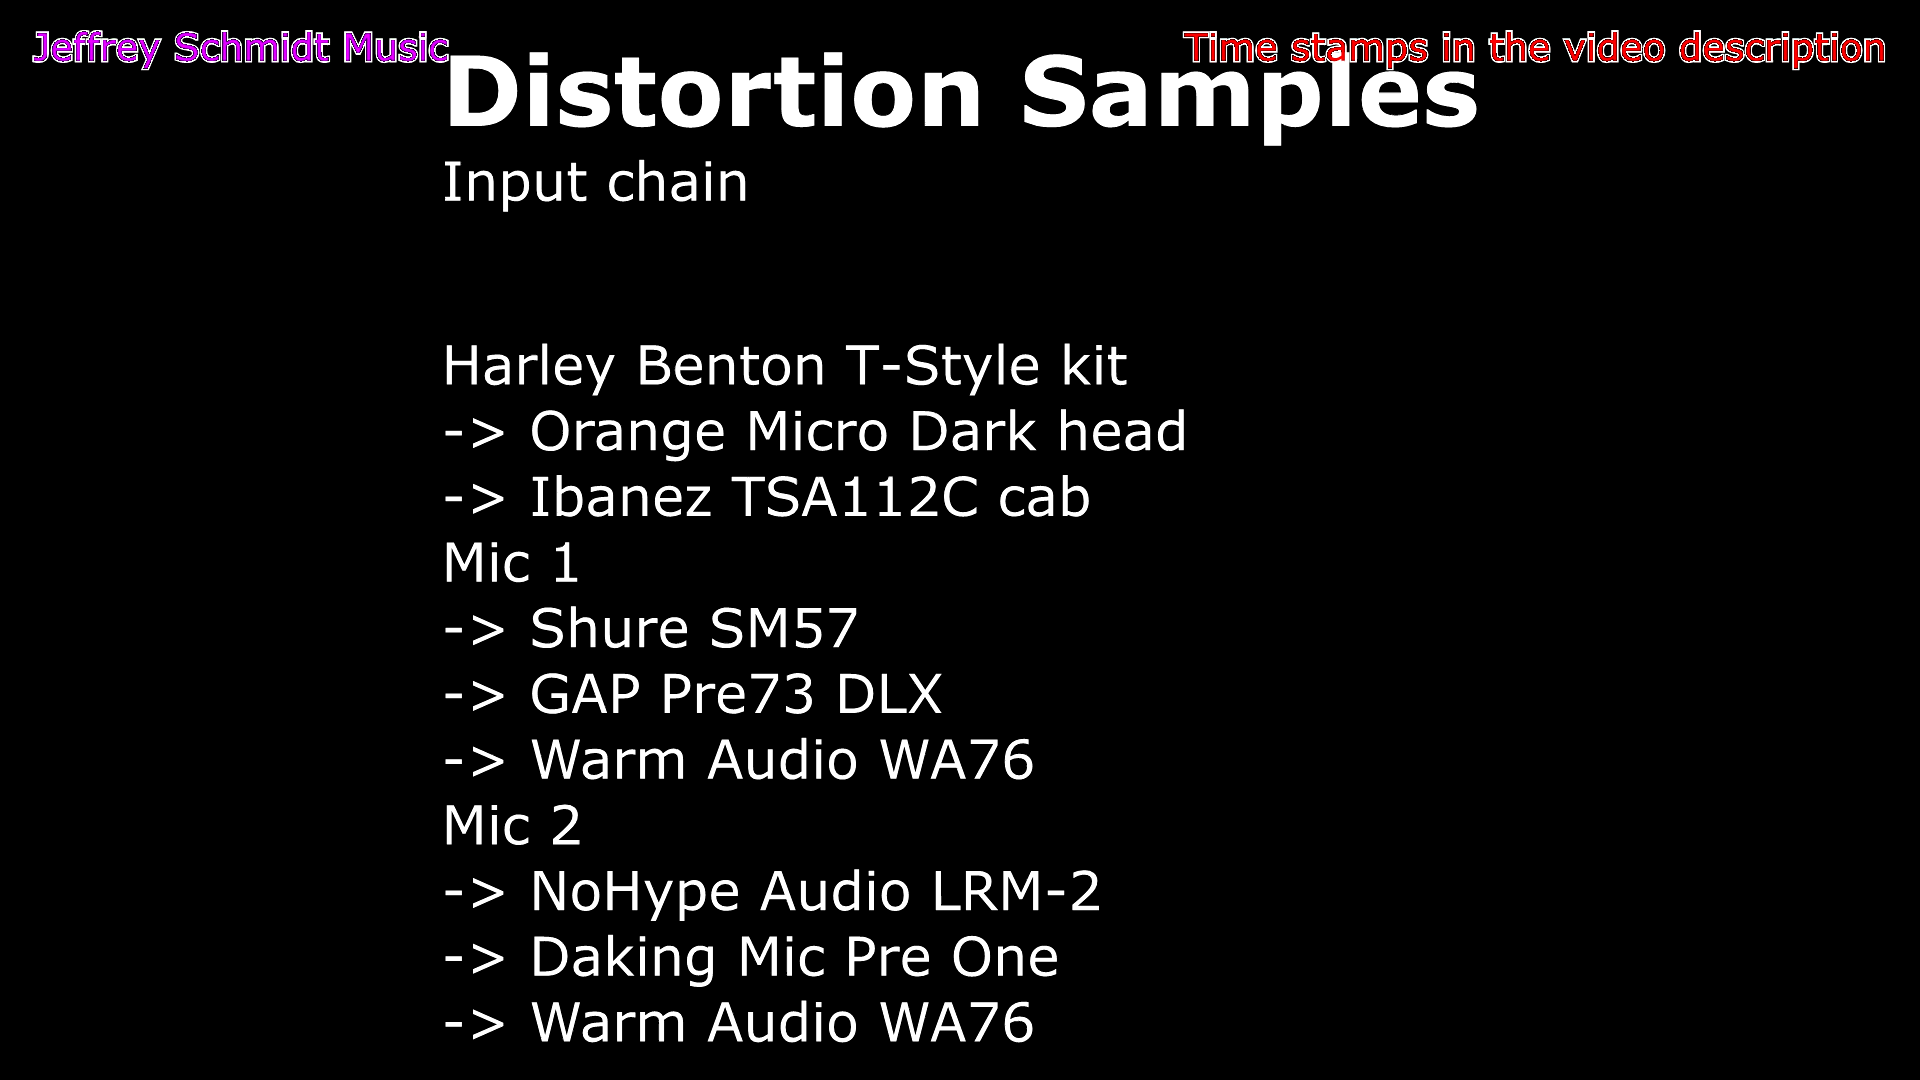 Jeffrey Schmidt Music
Time stamps in the video description
Distortion Samples
Input chain
Harley Benton T-Style kit
-> Orange Micro Dark head
-> Ibanez TSA112C cab
Mic 1
-> Shure SM57
-> GAP Pre73 DLX
-> Warm Audio WA76
Mic 2
-> NoHype Audio LRM-2
-> Daking Mic Pre One
-> Warm Audio WA76